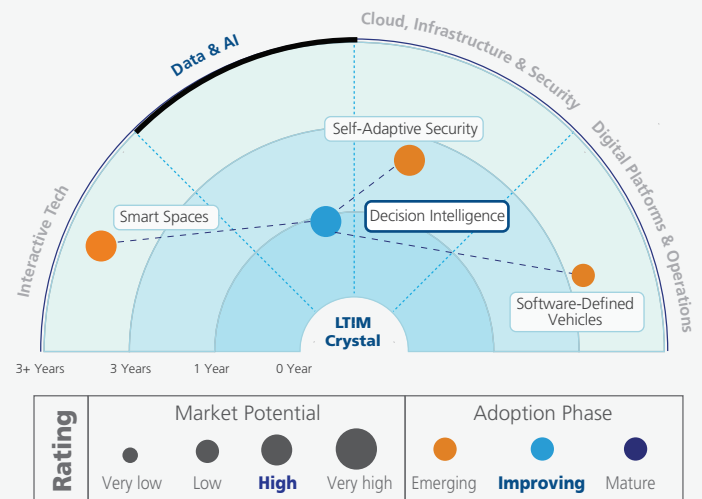 Cloud, Infrastructure & Security
Data & AI
Digital Platforms & Operations
Interactive Tech
Self-Adaptive Security
Smart Spaces
Decision Intelligence
Software-Defined
Vehicles
LTIM
Crystal
3+ Years
3 Years
1 Year
0 Year
Rating
Market Potential
Very low
Low
High
Very high
Adoption Phase
Emerging
Improving
Mature